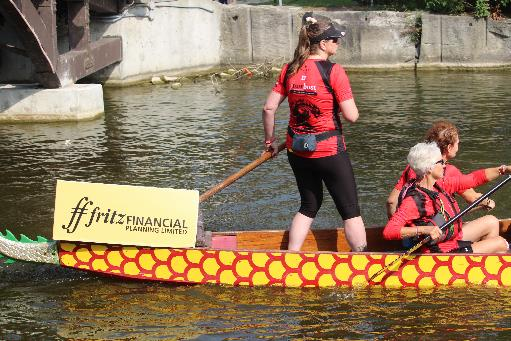 ff fritz FINANCIAL
PLANNING LIMITED